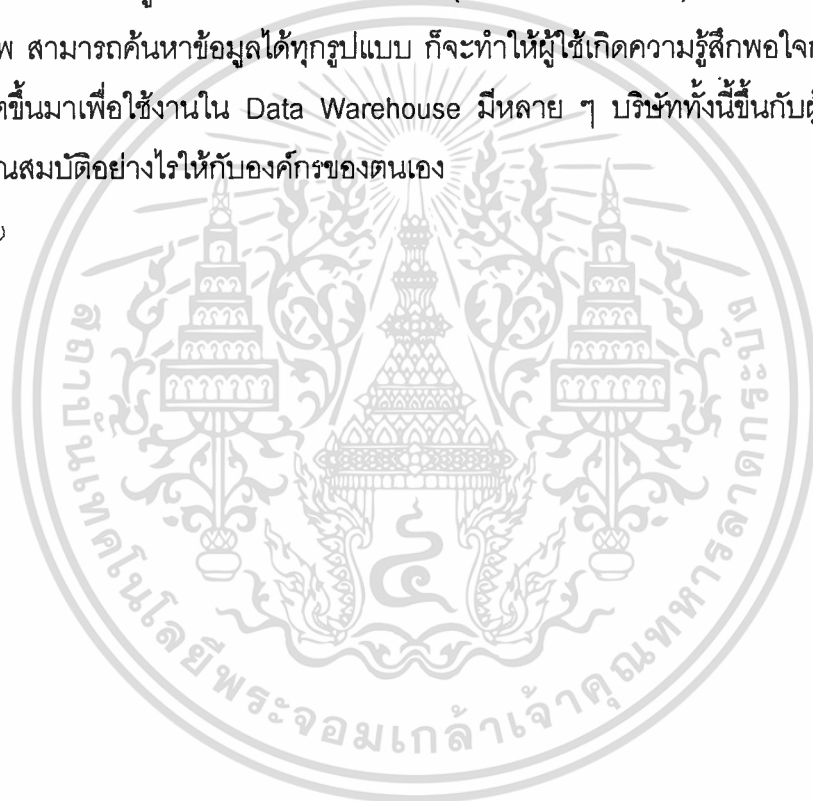 พ สามารถค้นหาข้อมูลได้ทุกรูปแบบ ก็จะทำให้ผู้ใช้เกิดความรู้สึกพอใจ
ขึ้นมาเพื่อใช้งานใน Data Warehouse มีหลาย ๆ บริษัททั้งนี้ขึ้นกับ
ณสมบัติอย่างไรให้กับองค์กรของตนเอง
๔
สถาบันเทคโนโลยีพระจอมเกล้าเจ้าคุณทหารลาดกระบัง